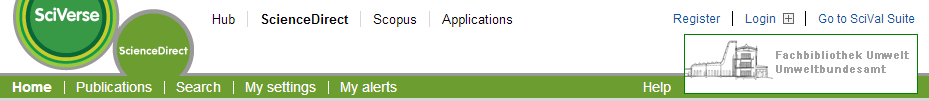 SciVerse
ScienceDirect
Hub ScienceDirect Scopus Applications
Register Login Go to SciVal Suite
Fachbibliothek Umwelt
Umweltbundesamt
Home Publications Search My settings My alerts Help